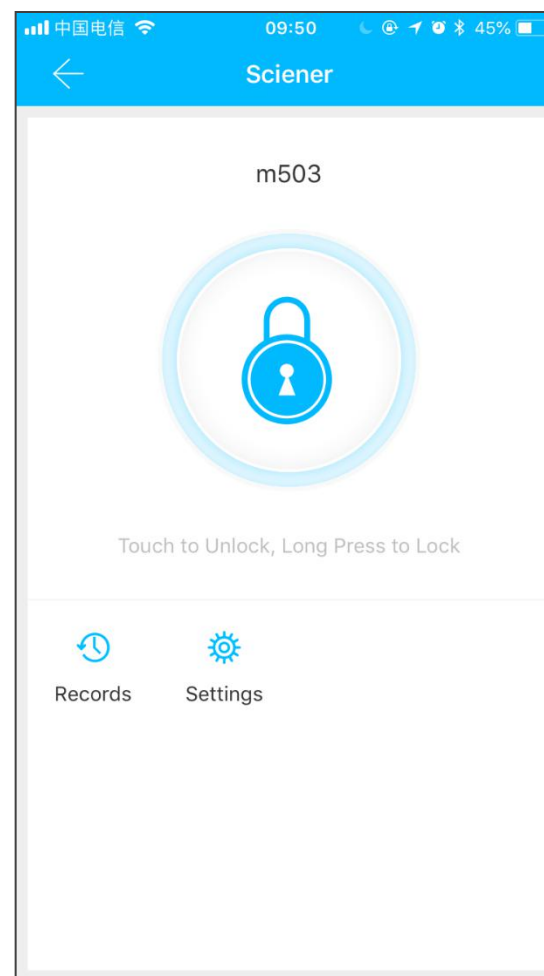 中国电信 09:50 45%
Sciener
m503
Touch to Unlock, Long Press to Lock
Records Settings